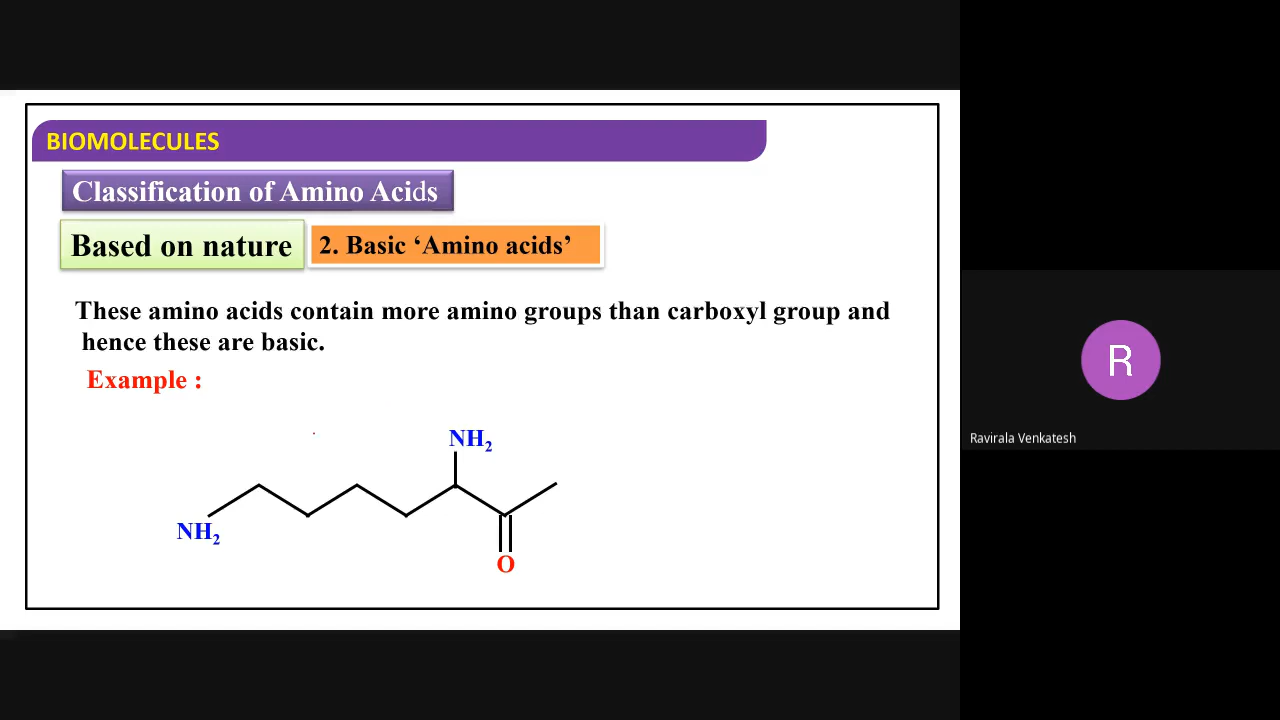 BIOMOLECULES
Classification of Amino Acids
Based on nature
2. Basic ‘Amino acids’
These amino acids contain more amino groups than carboxyl group and
hence these are basic.
Example :
NH₂
NH₂
O
R
Ravirala Venkatesh